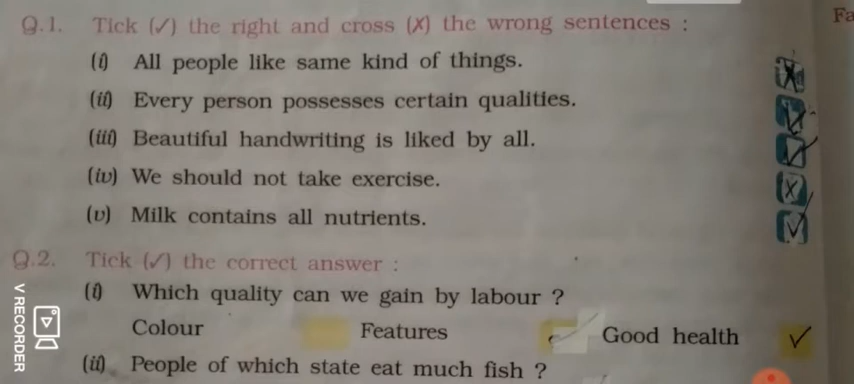 Q.1. Tick (✓) the right and cross (✗) the wrong sentences :
Fa
(i) All people like same kind of things. ✗
(ii) Every person possesses certain qualities. ✓
(iii) Beautiful handwriting is liked by all. ✓
(iv) We should not take exercise. ✗
(v) Milk contains all nutrients. ✓
Q.2. Tick (✓) the correct answer :
(i) Which quality can we gain by labour ?
Colour Features Good health ✓
(ii) People of which state eat much fish ?
V RECORDER